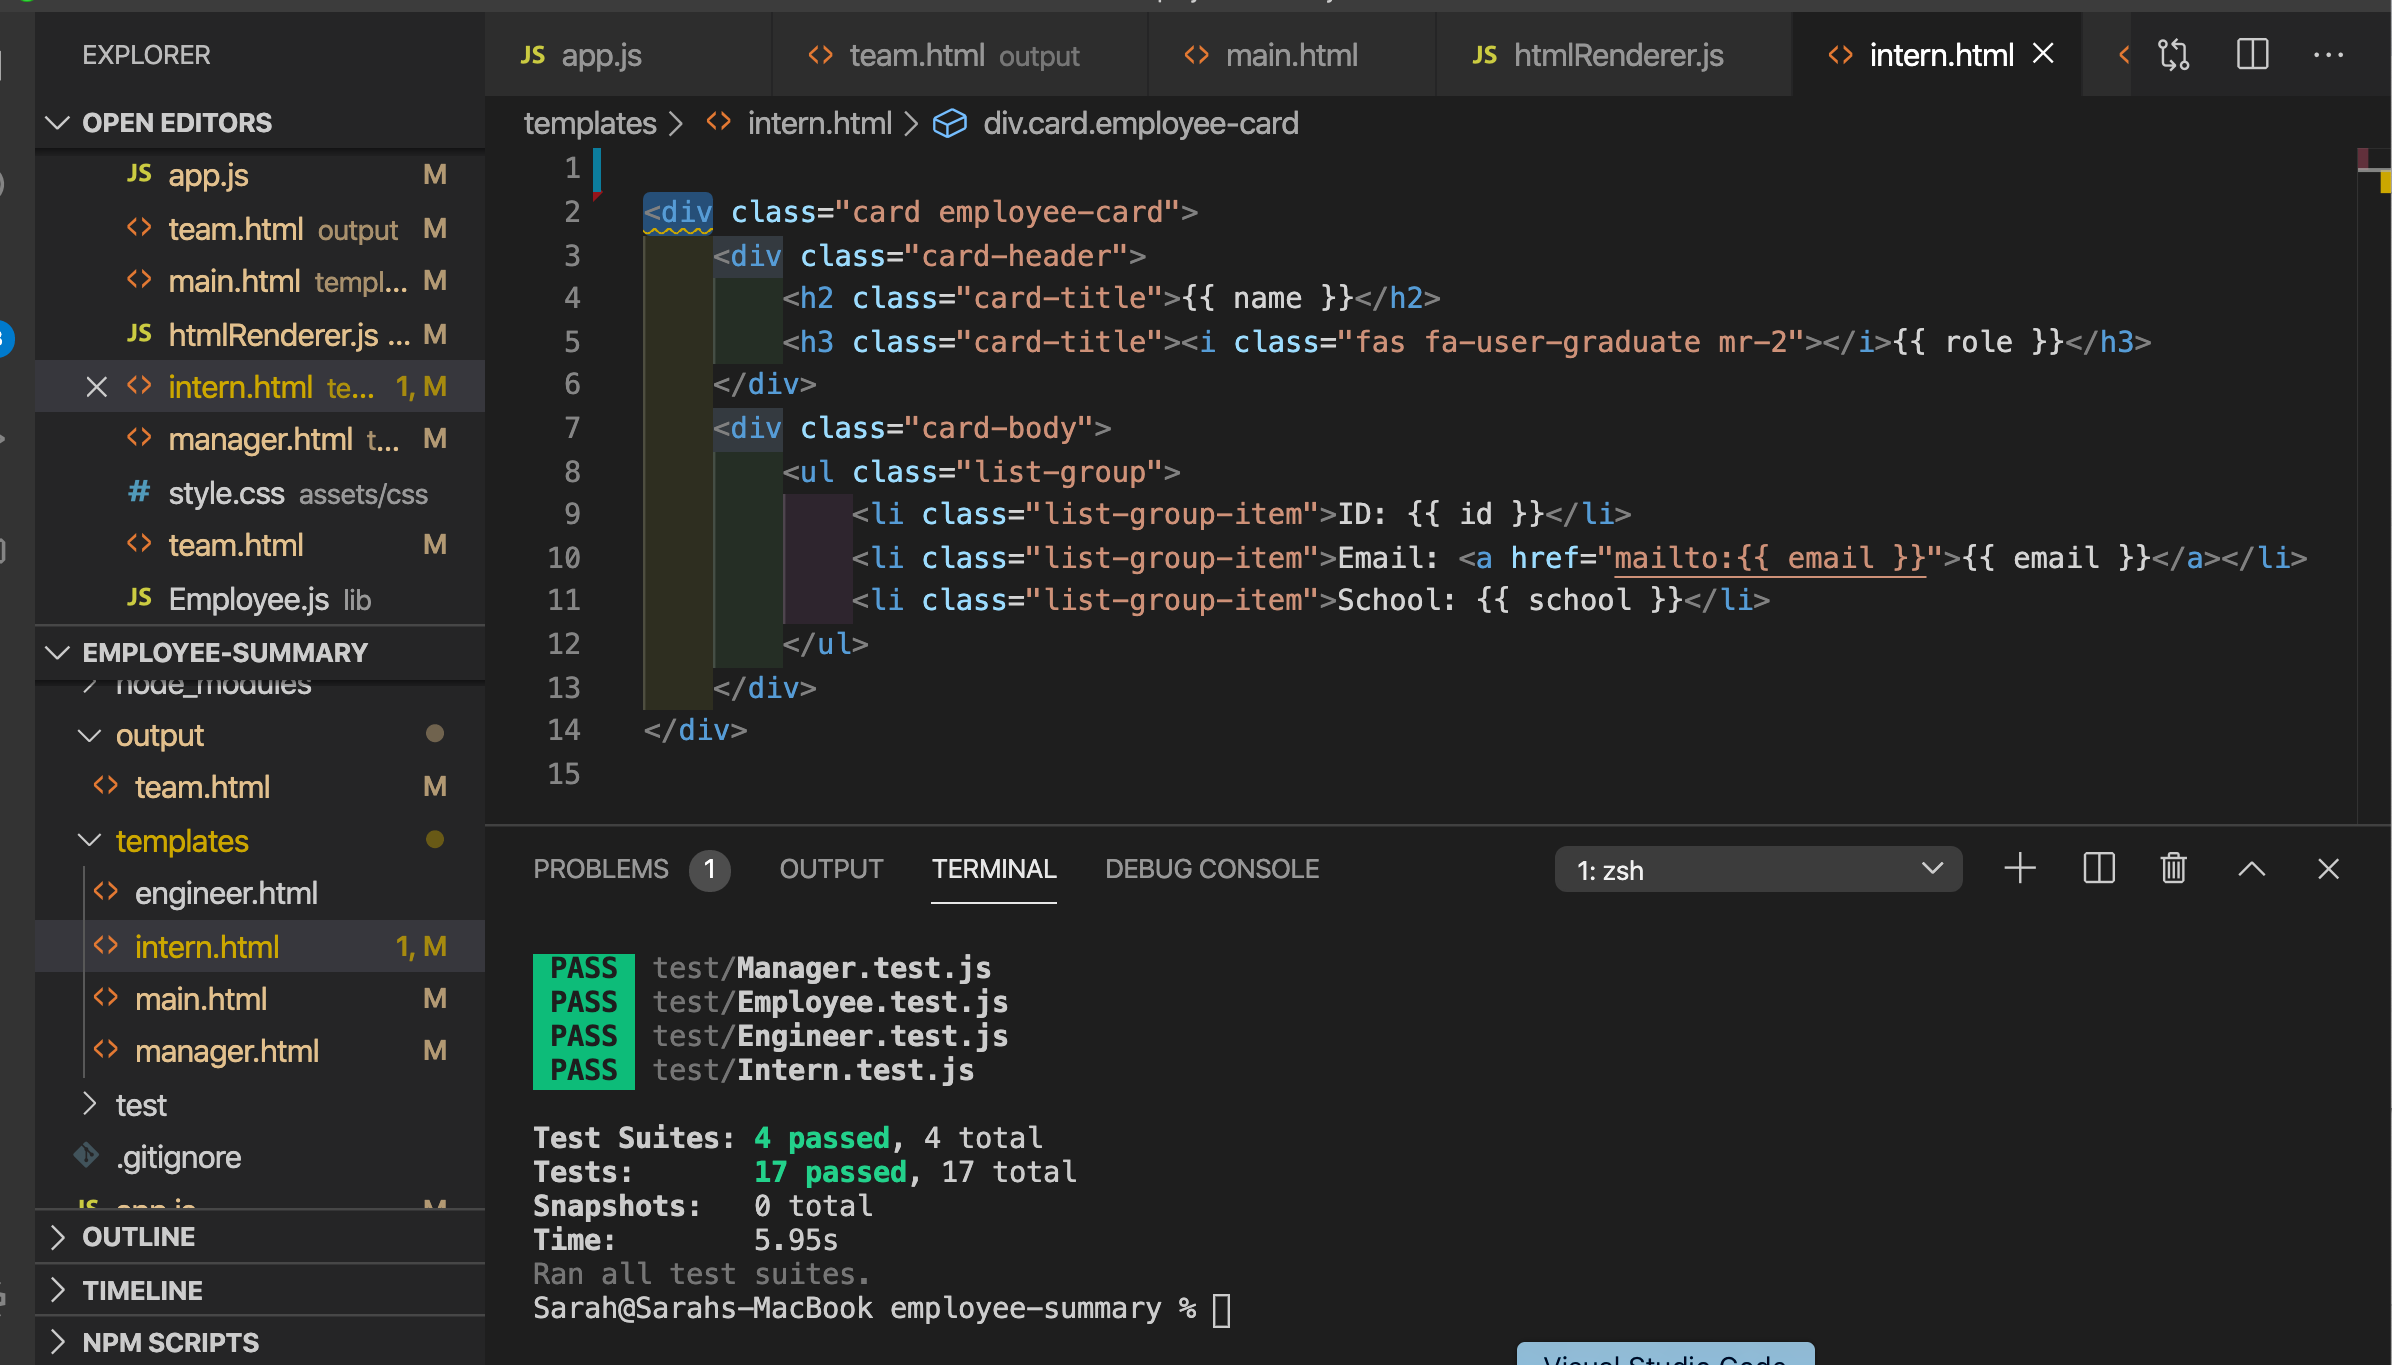 EXPLORER
OPEN EDITORS
JS app.js M
<> team.html output M
<> main.html templ... M
JS htmlRenderer.js ... M
<> intern.html te... 1, M
<> manager.html t... M
# style.css assets/css
<> team.html M
JS Employee.js lib
EMPLOYEE-SUMMARY
node_modules
output
<> team.html M
templates
<> engineer.html
<> intern.html 1, M
<> main.html M
<> manager.html M
test
.gitignore
JS app.js M
OUTLINE
TIMELINE
NPM SCRIPTS
JS app.js <> team.html output <> main.html JS htmlRenderer.js <> intern.html
templates > <> intern.html > div.card.employee-card
1
2 <div class="card employee-card">
3 <div class="card-header">
4 <h2 class="card-title">{{ name }}</h2>
5 <h3 class="card-title"><i class="fas fa-user-graduate mr-2"></i>{{ role }}</h3>
6 </div>
7 <div class="card-body">
8 <ul class="list-group">
9 <li class="list-group-item">ID: {{ id }}</li>
10 <li class="list-group-item">Email: <a href="mailto:{{ email }}">{{ email }}</a></li>
11 <li class="list-group-item">School: {{ school }}</li>
12 </ul>
13 </div>
14 </div>
15
PROBLEMS 1 OUTPUT TERMINAL DEBUG CONSOLE 1: zsh
PASS test/Manager.test.js
PASS test/Employee.test.js
PASS test/Engineer.test.js
PASS test/Intern.test.js
Test Suites: 4 passed, 4 total
Tests: 17 passed, 17 total
Snapshots: 0 total
Time: 5.95s
Ran all test suites.
Sarah@Sarahs-MacBook employee-summary %
Visual Studio Code